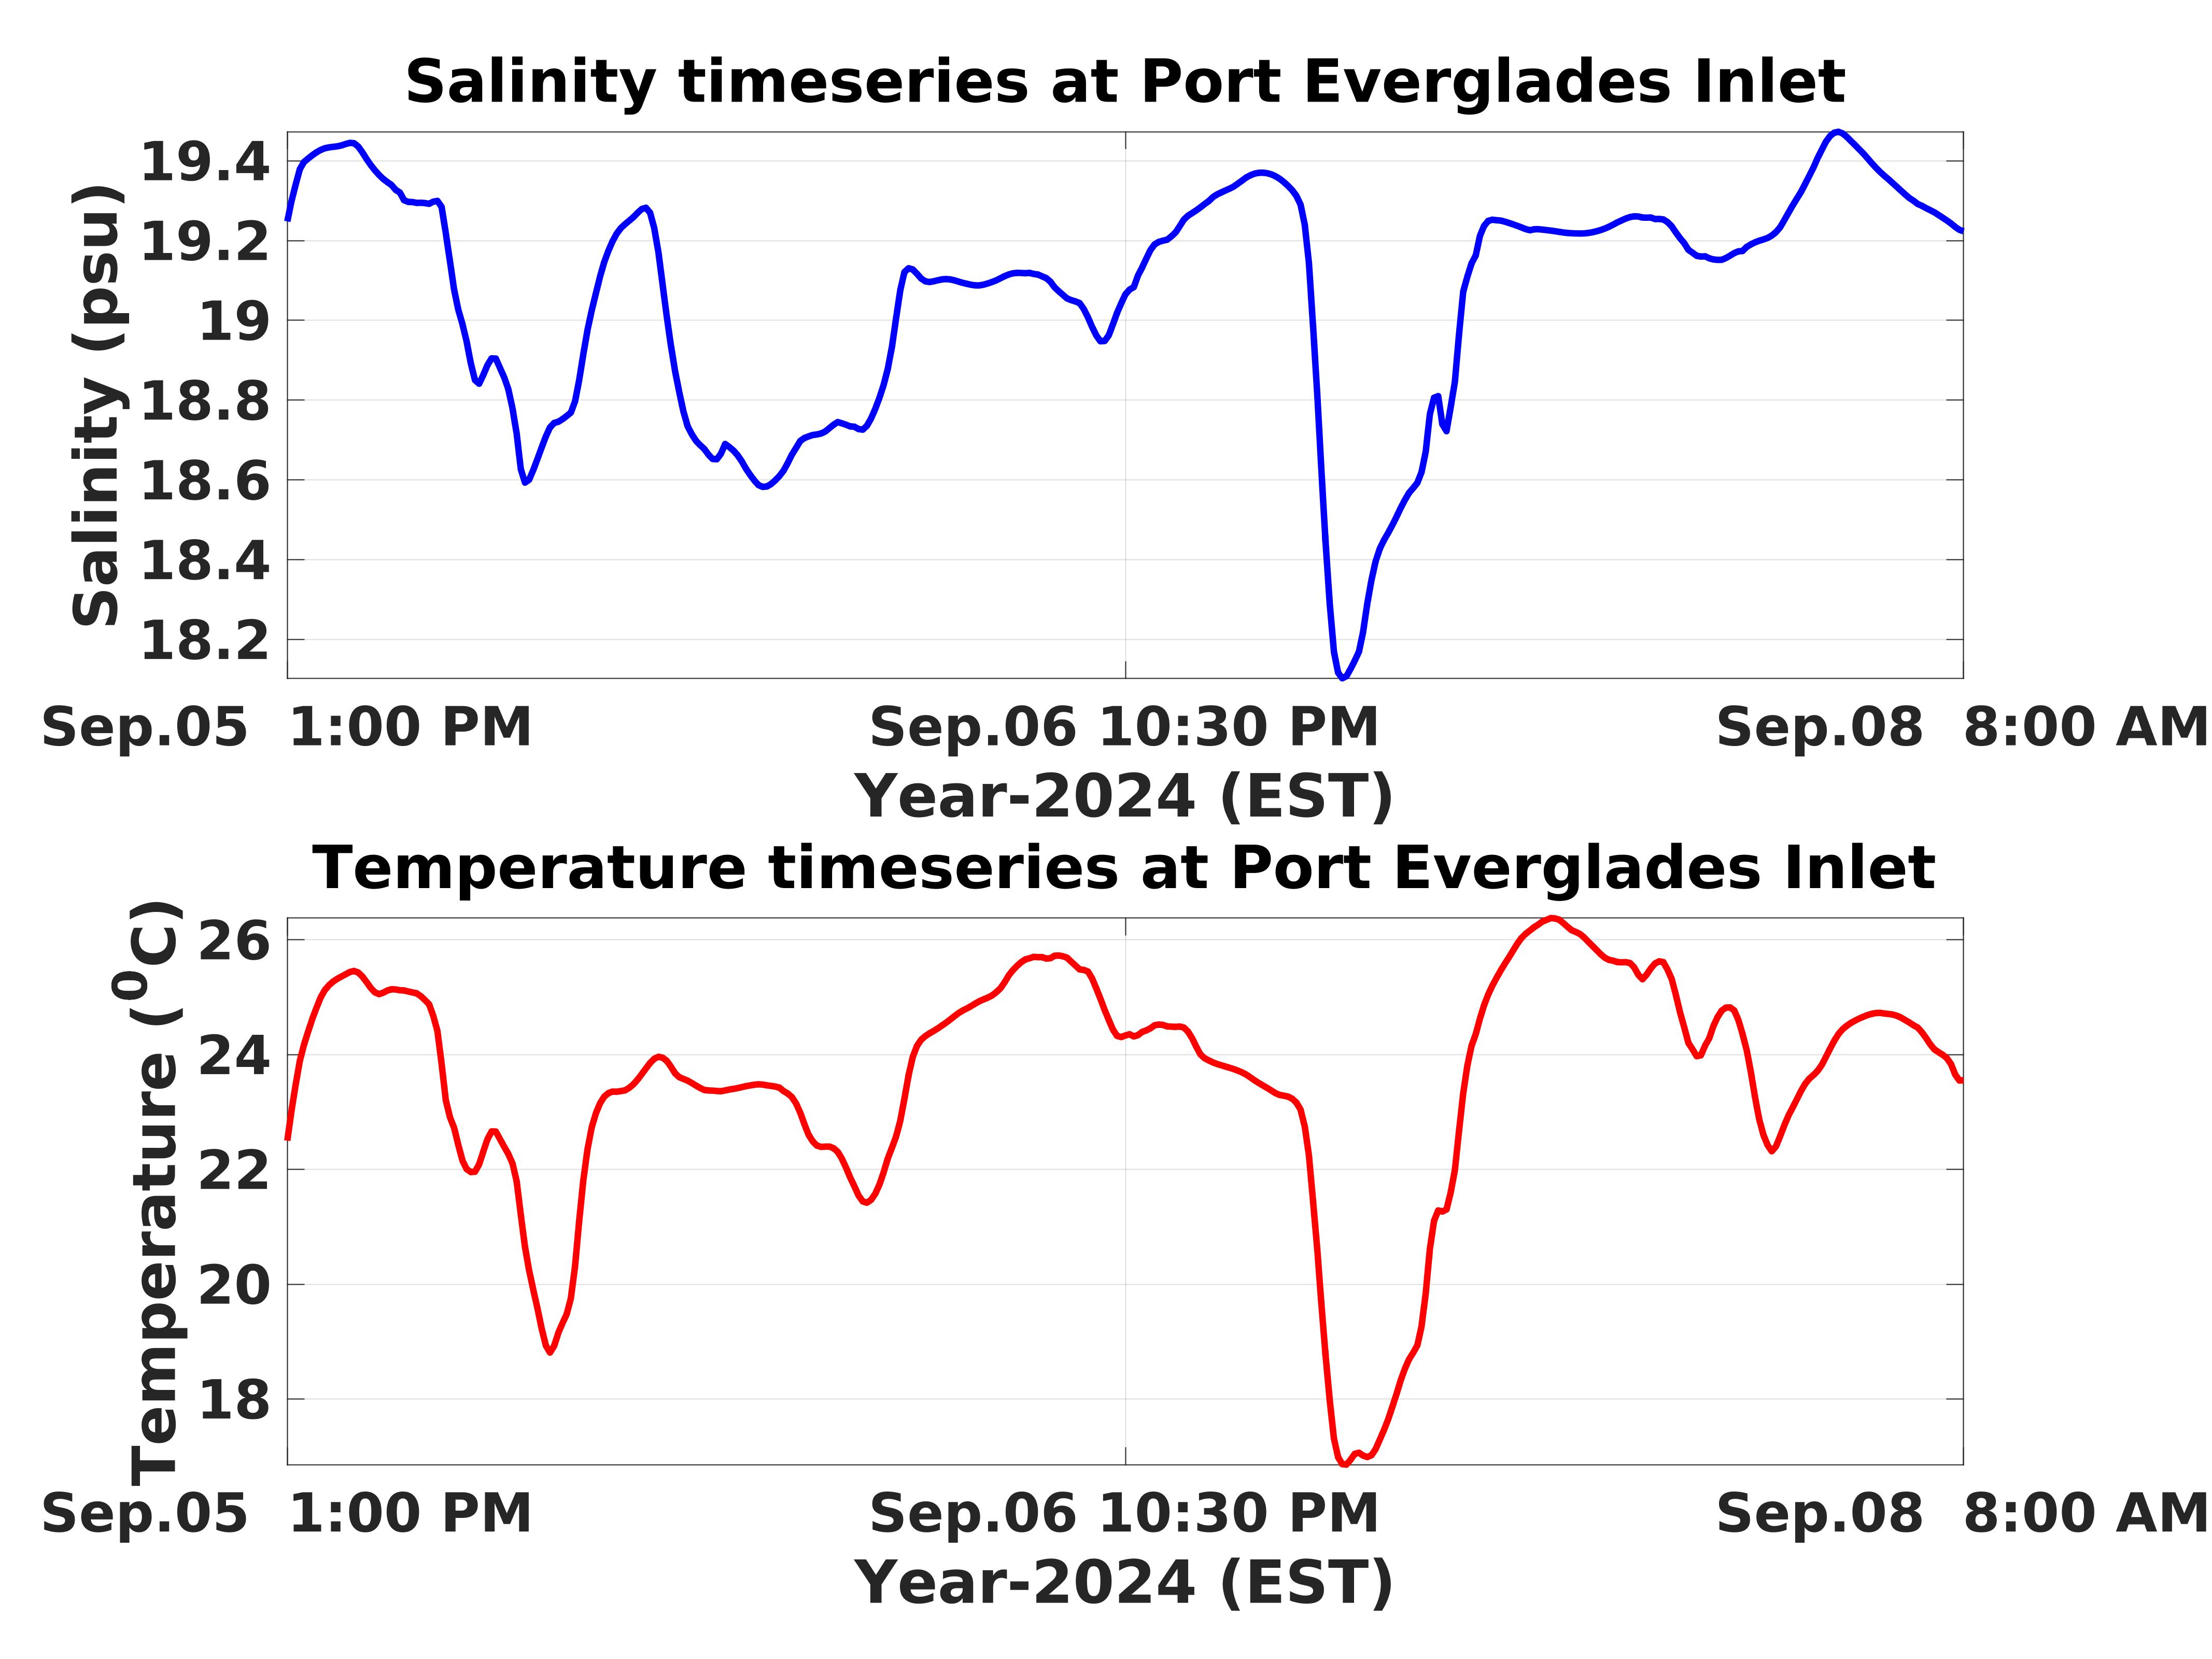 Salinity timeseries at Port Everglades Inlet
Salinity (psu)
19.4
19.2
19
18.8
18.6
18.4
18.2
Sep.05 1:00 PM Sep.06 10:30 PM Sep.08 8:00 AM
Year-2024 (EST)
Temperature timeseries at Port Everglades Inlet
Temperature (⁰C)
26
24
22
20
18
Sep.05 1:00 PM Sep.06 10:30 PM Sep.08 8:00 AM
Year-2024 (EST)